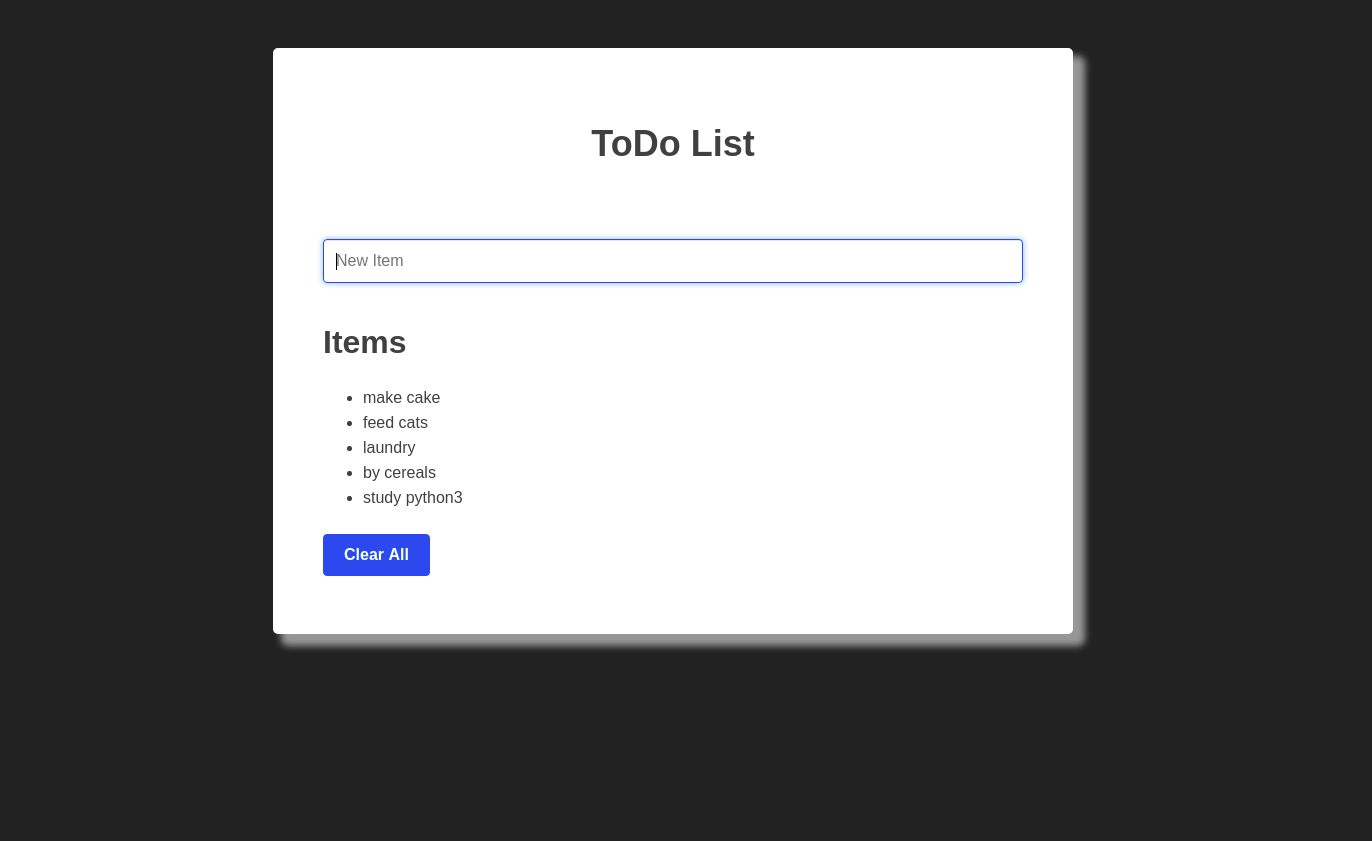 ToDo List
New Item
Items
make cake
feed cats
laundry
by cereals
study python3
Clear All